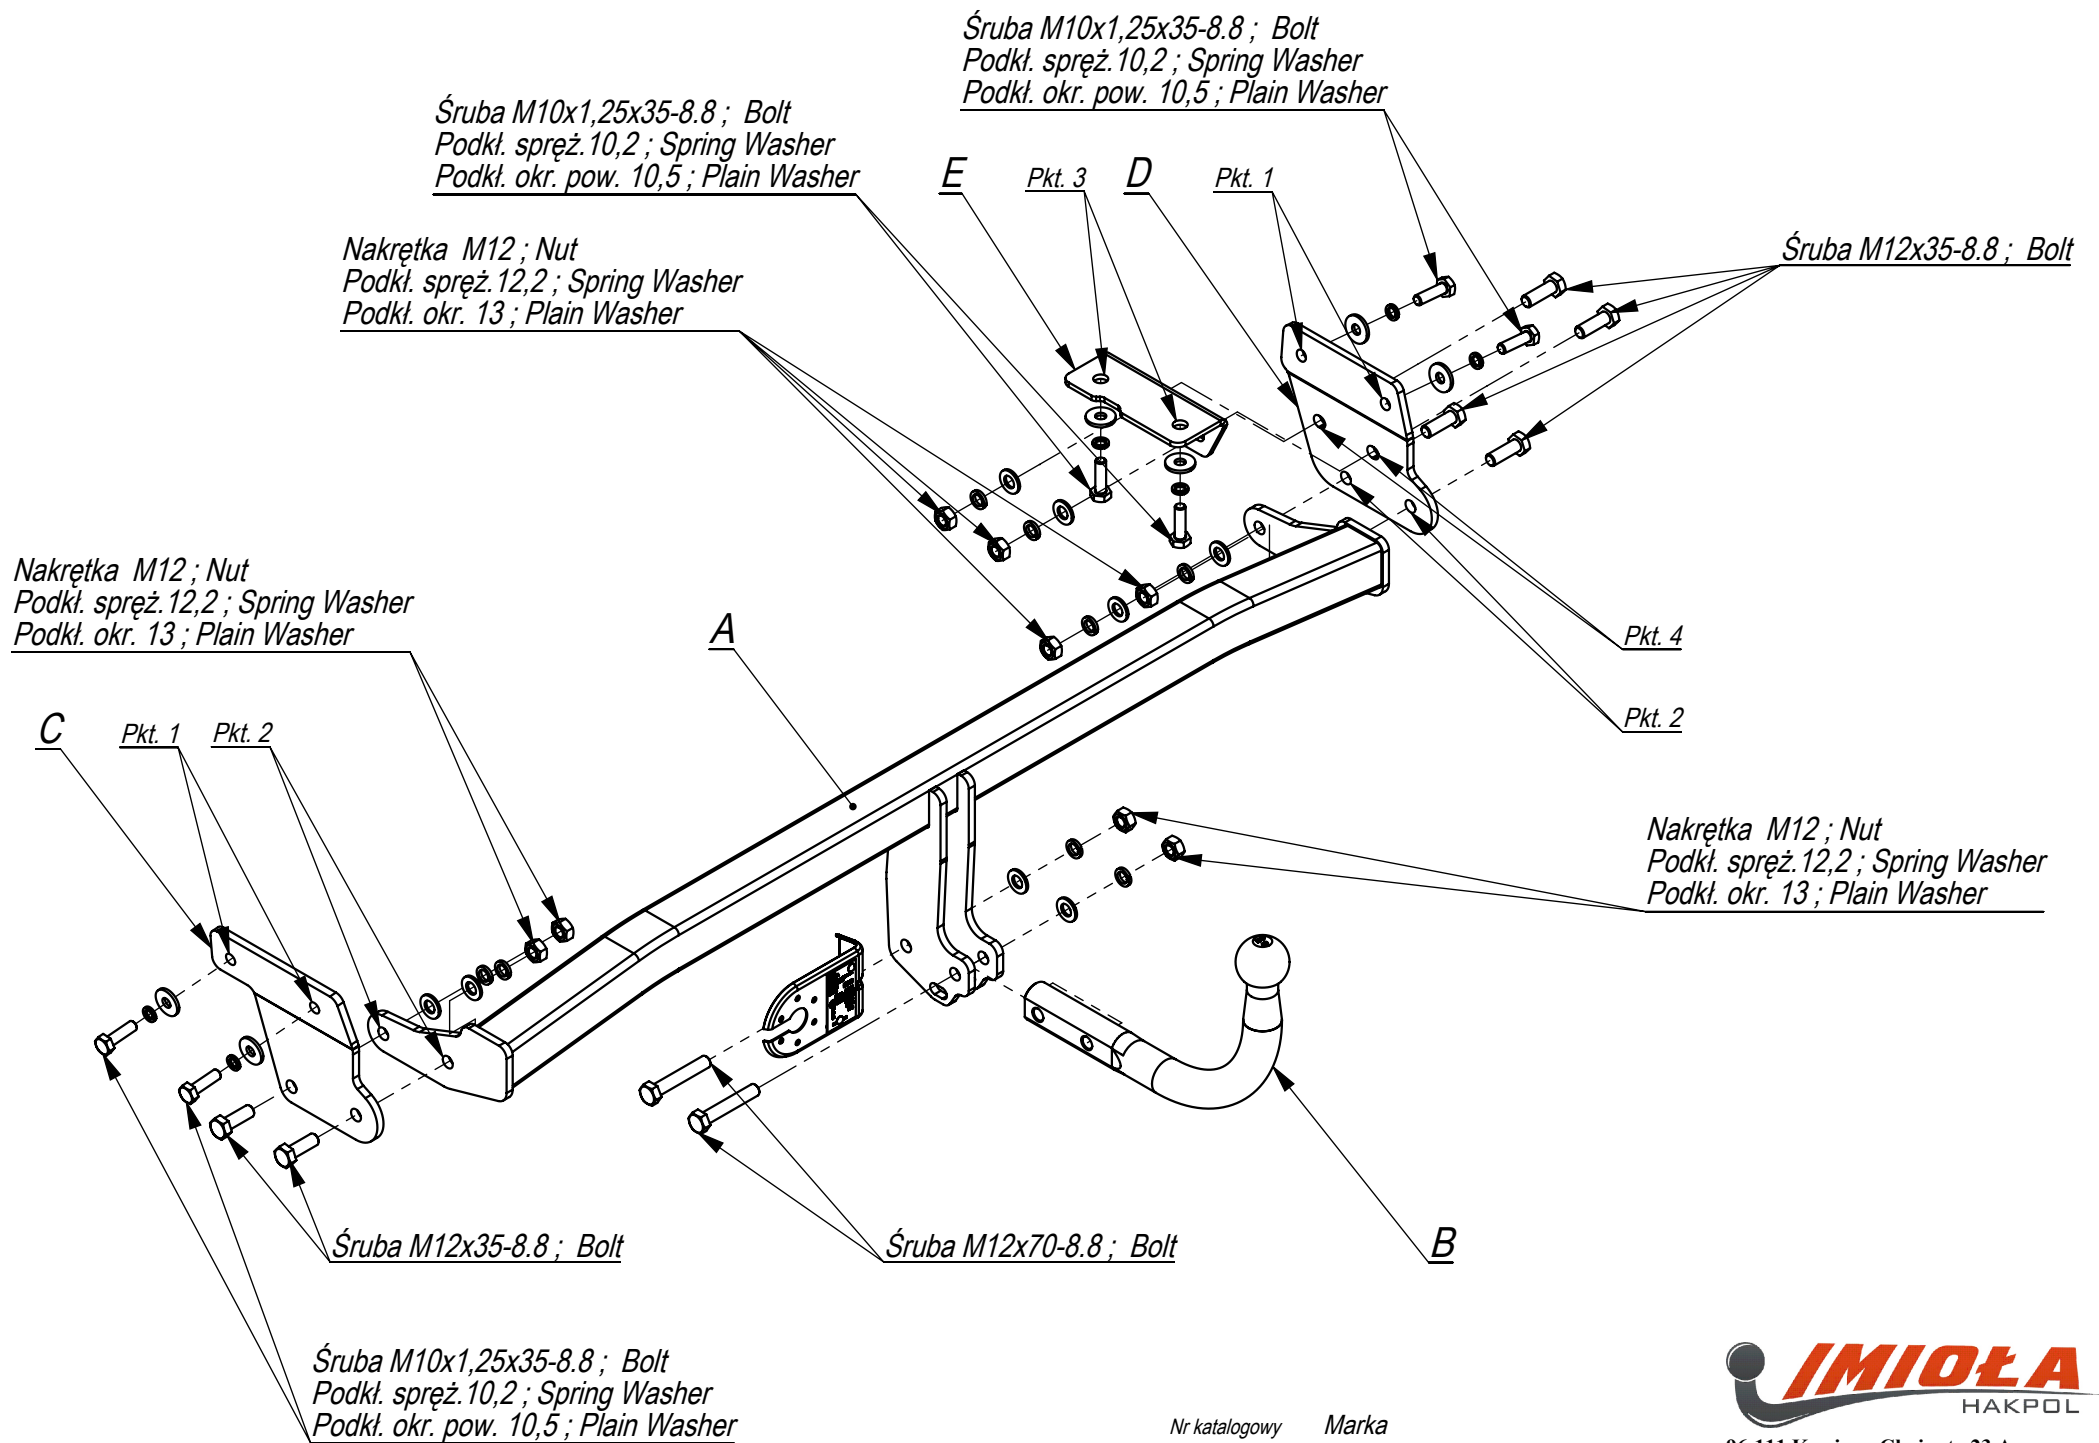 Śruba M10x1,25x35-8.8 ; Bolt
Podkł. spręż.10,2 ; Spring Washer
Podkł. okr. pow. 10,5 ; Plain Washer
Śruba M10x1,25x35-8.8 ; Bolt
Podkł. spręż.10,2 ; Spring Washer
Podkł. okr. pow. 10,5 ; Plain Washer
E
Pkt. 3
D
Pkt. 1
Nakrętka M12 ; Nut
Podkł. spręż.12,2 ; Spring Washer
Podkł. okr. 13 ; Plain Washer
Śruba M12x35-8.8 ; Bolt
Nakrętka M12 ; Nut
Podkł. spręż.12,2 ; Spring Washer
Podkł. okr. 13 ; Plain Washer
A
Pkt. 4
Pkt. 2
C
Pkt. 1
Pkt. 2
Nakrętka M12 ; Nut
Podkł. spręż.12,2 ; Spring Washer
Podkł. okr. 13 ; Plain Washer
Śruba M12x35-8.8 ; Bolt
Śruba M12x70-8.8 ; Bolt
B
Śruba M10x1,25x35-8.8 ; Bolt
Podkł. spręż.10,2 ; Spring Washer
Podkł. okr. pow. 10,5 ; Plain Washer
Nr katalogowy Marka
IMIOŁA
HAKPOL